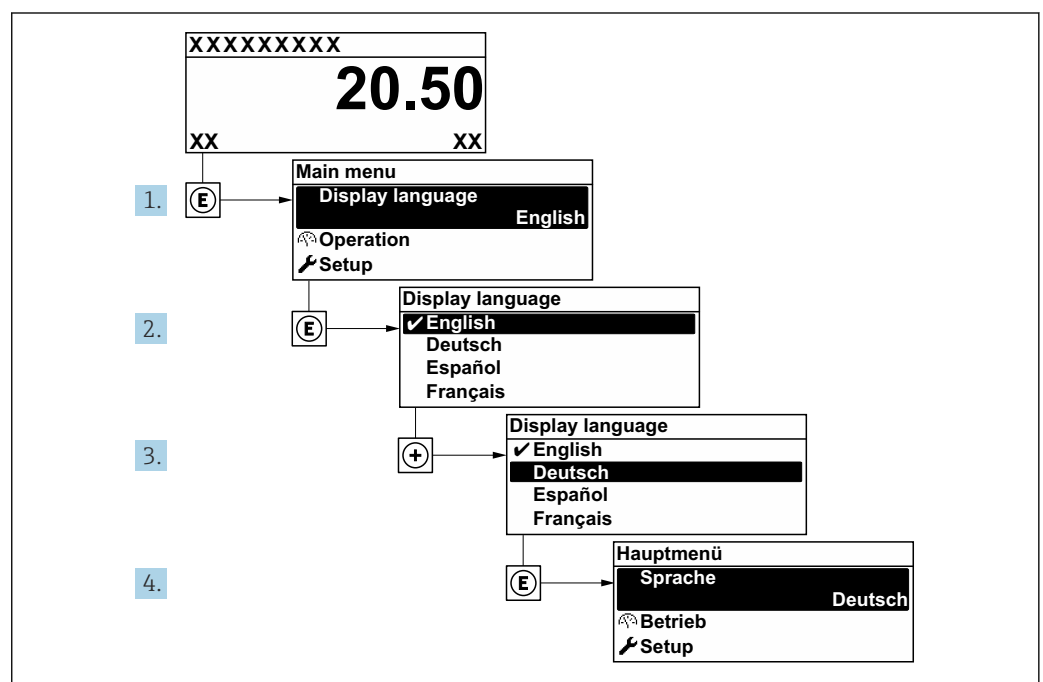 XXXXXXXXX
20.50
XX XX
1.
E
Main menu
Display language
English
Operation
Setup
2.
E
Display language
✔English
Deutsch
Español
Français
3.
+
Display language
✔English
Deutsch
Español
Français
4.
E
Hauptmenü
Sprache
Deutsch
Betrieb
Setup